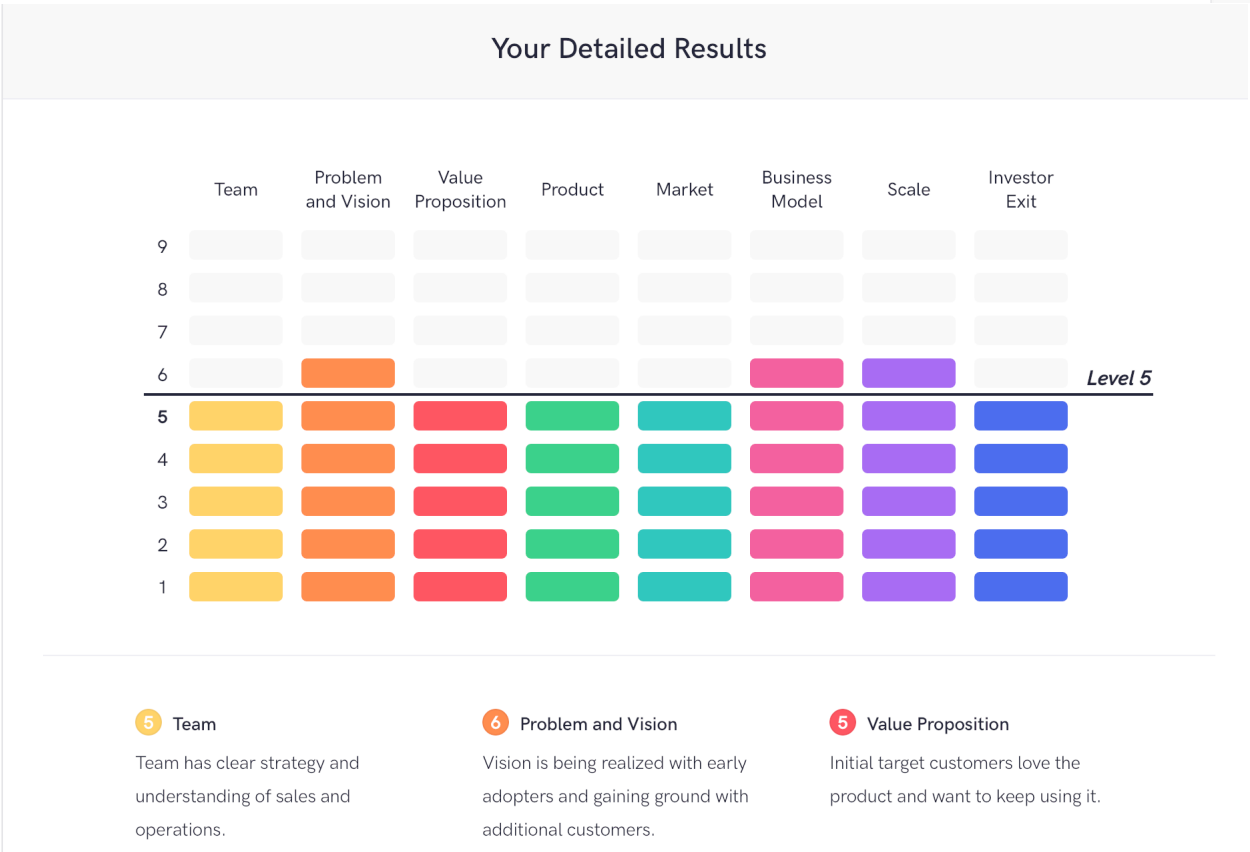 Your Detailed Results
Team
Problem
and Vision
Value
Proposition
Product
Market
Business
Model
Scale
Investor
Exit
9
8
7
6
Level 5
5
4
3
2
1
5 Team
Team has clear strategy and
understanding of sales and
operations.
6 Problem and Vision
Vision is being realized with early
adopters and gaining ground with
additional customers.
5 Value Proposition
Initial target customers love the
product and want to keep using it.